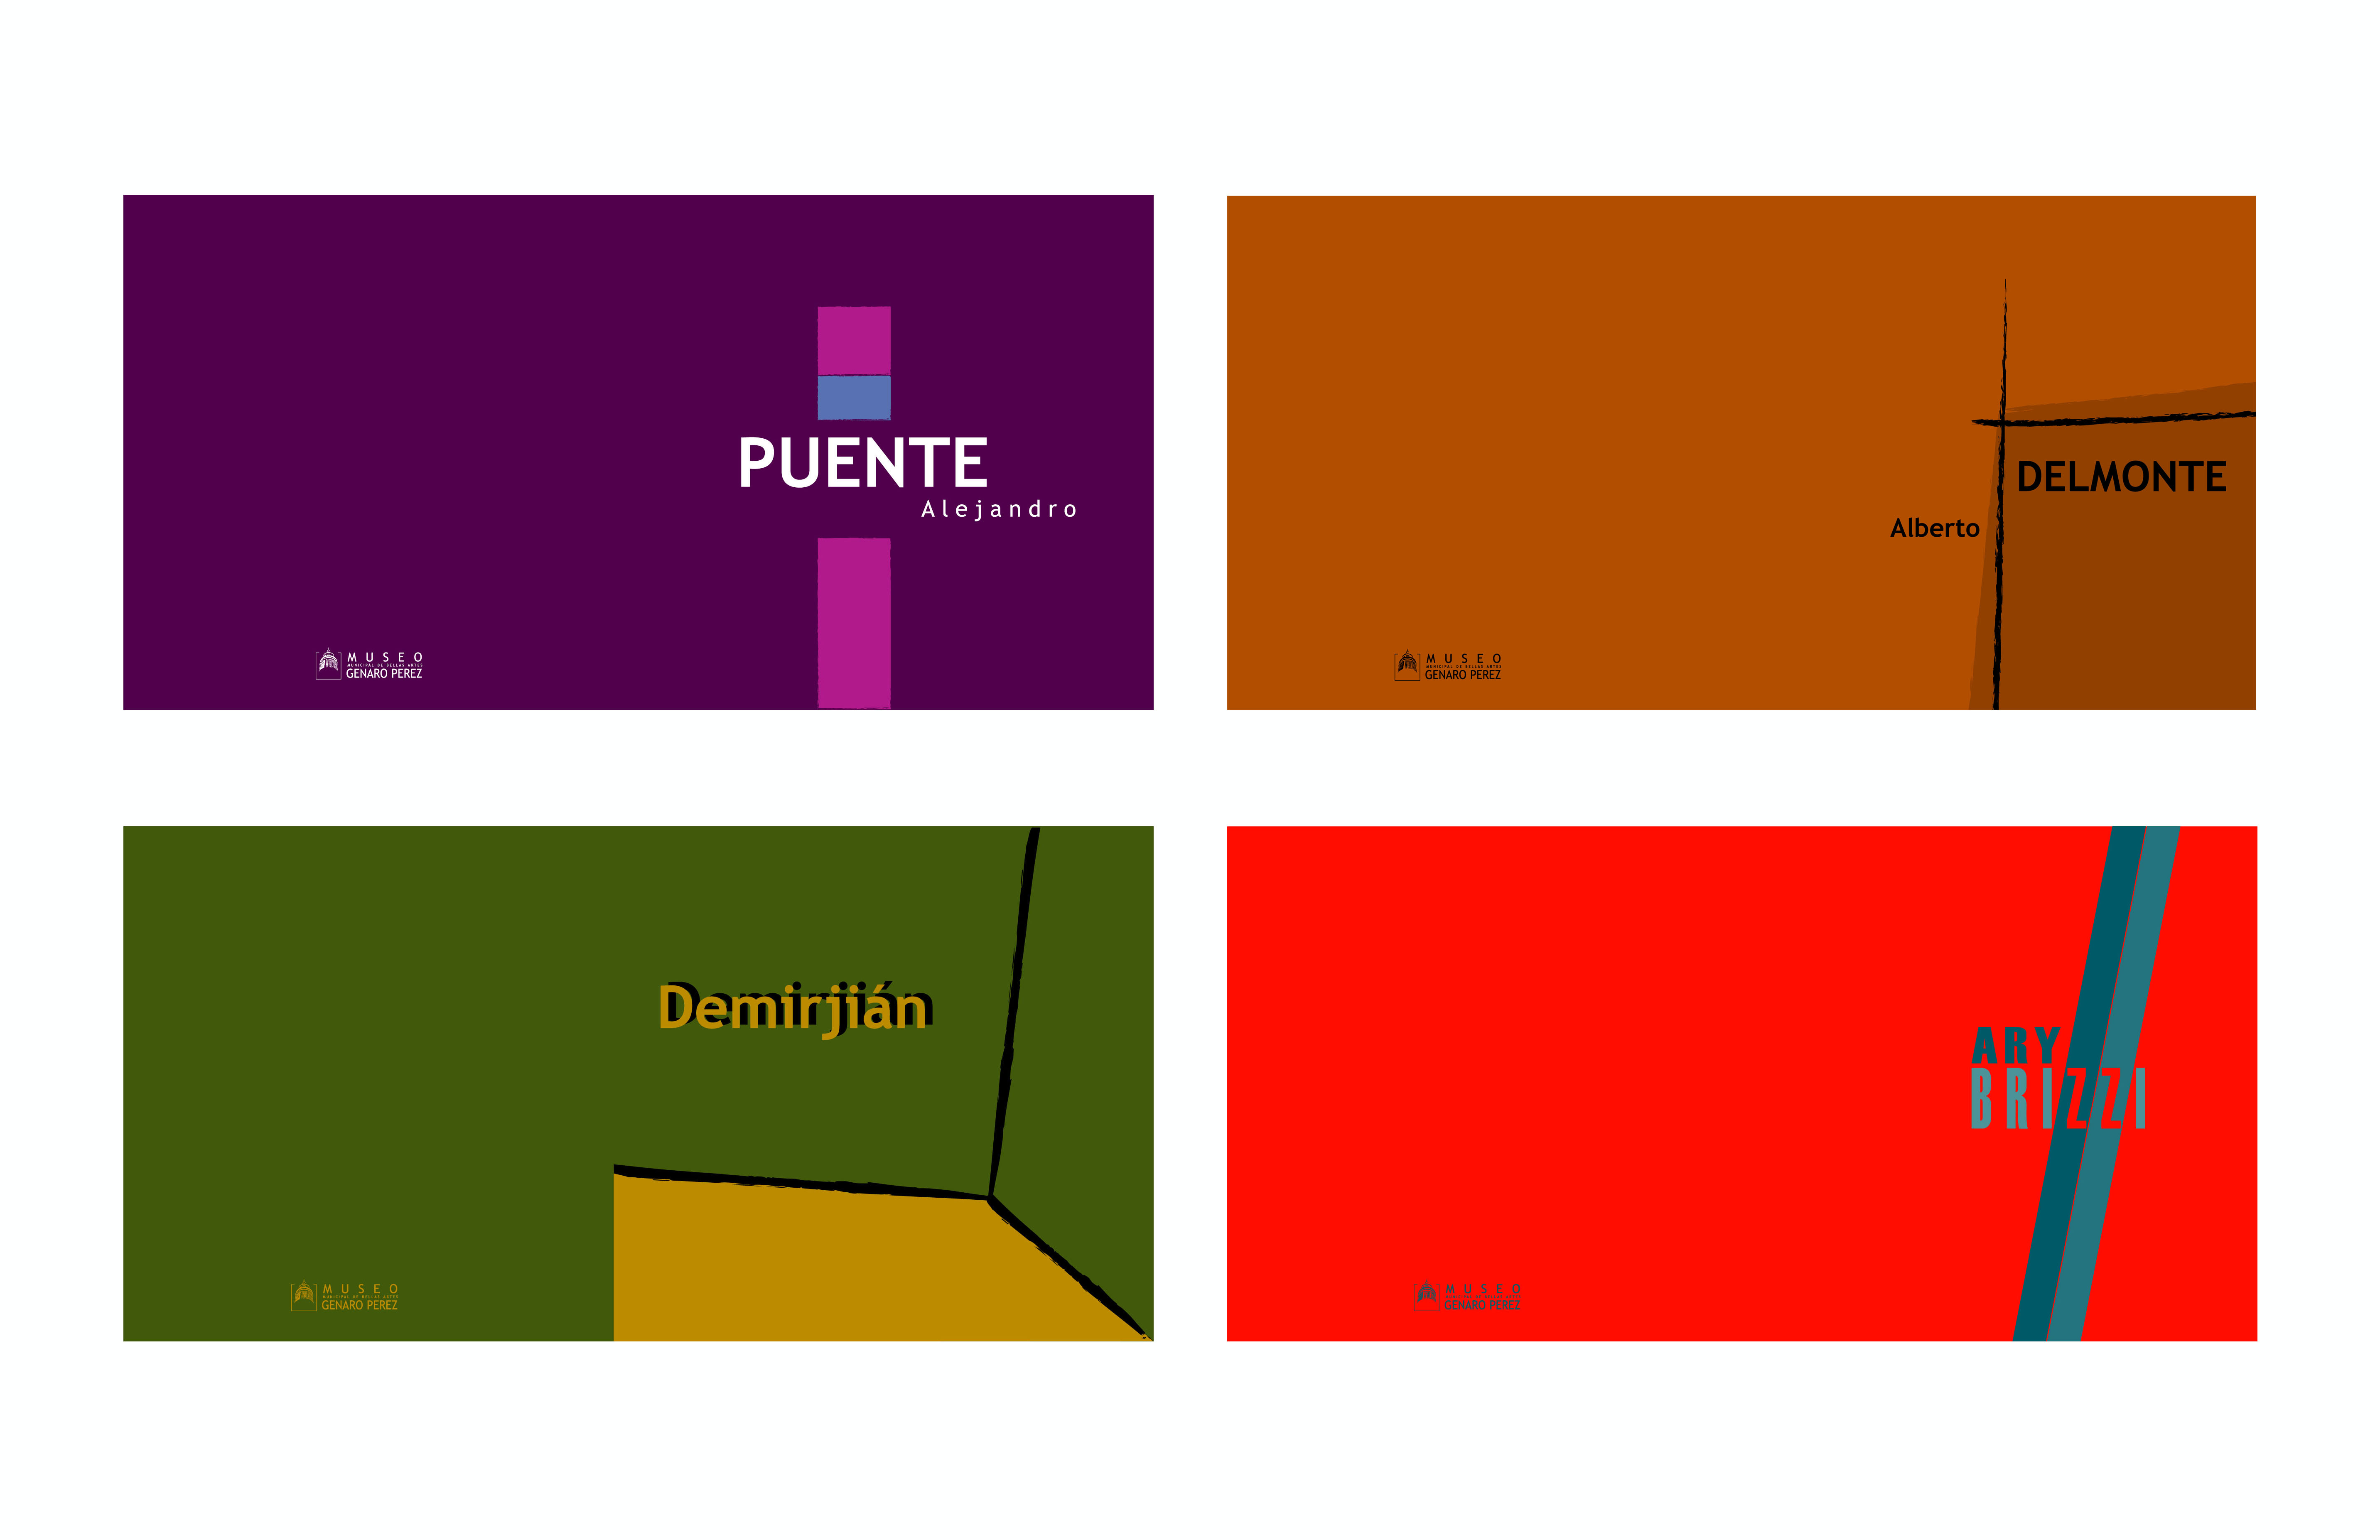 PUENTE
Alejandro
MUSEO
MUNICIPAL DE BELLAS ARTES
GENARO PEREZ
DELMONTE
Alberto
MUSEO
MUNICIPAL DE BELLAS ARTES
GENARO PEREZ
Demirjián
MUSEO
MUNICIPAL DE BELLAS ARTES
GENARO PEREZ
ARY
BRIZZI
MUSEO
MUNICIPAL DE BELLAS ARTES
GENARO PEREZ